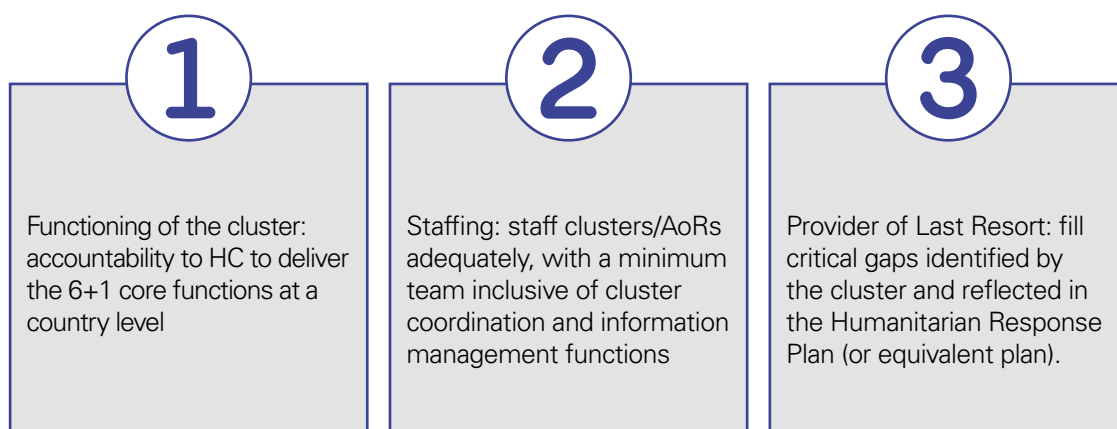 1
Functioning of the cluster:
accountability to HC to deliver
the 6+1 core functions at a
country level
2
Staffing: staff clusters/AoRs
adequately, with a minimum
team inclusive of cluster
coordination and information
management functions
3
Provider of Last Resort: fill
critical gaps identified by
the cluster and reflected in
the Humanitarian Response
Plan (or equivalent plan).